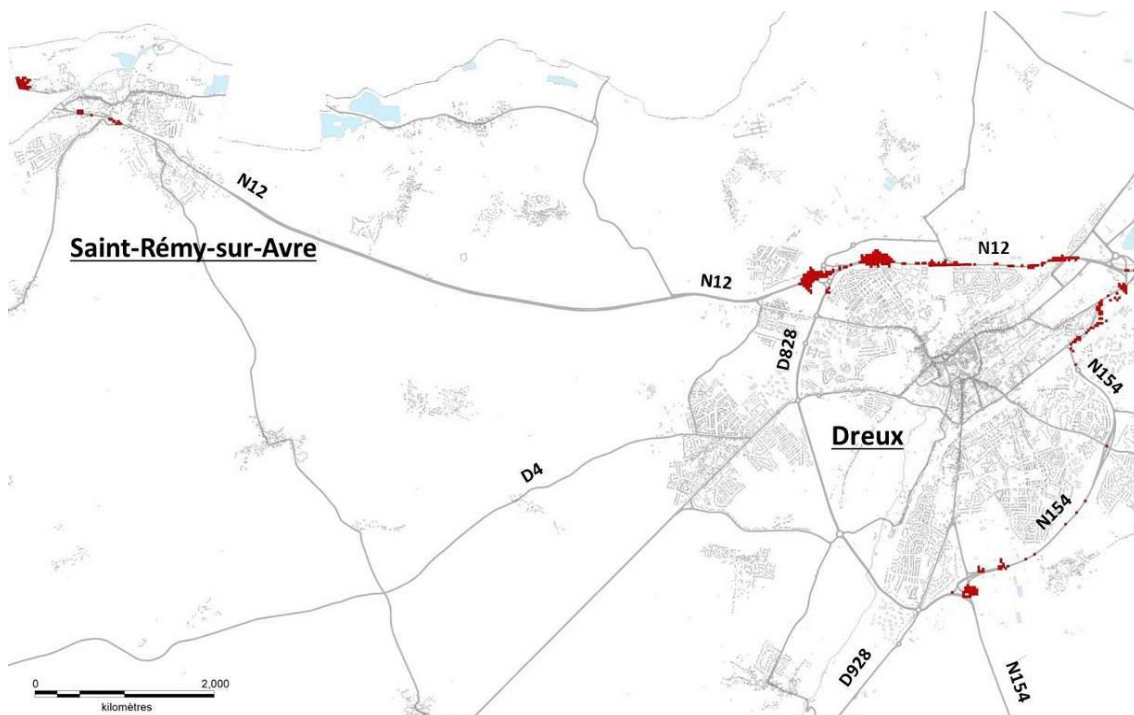 N12
Saint-Rémy-sur-Avre
N12
N12
D828
N154
Dreux
D4
N154
D928
N154
0 2,000
kilomètres